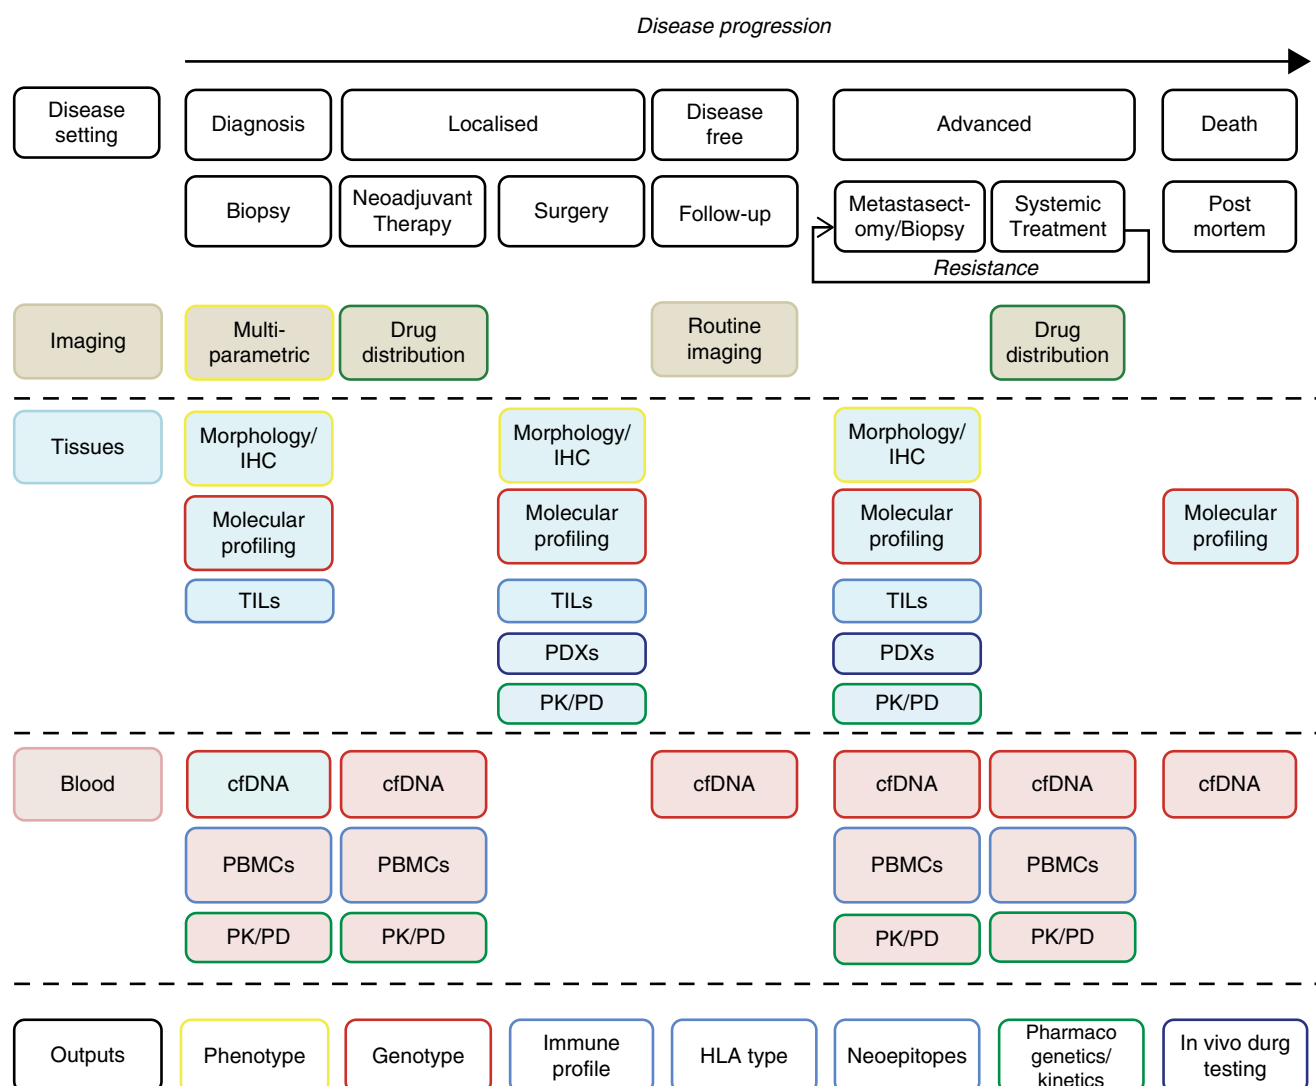 Disease progression
Disease
setting
Diagnosis
Localised
Disease
free
Advanced
Death
Biopsy
Neoadjuvant
Therapy
Surgery
Follow-up
Metastasect-
omy/Biopsy
Systemic
Treatment
Post
mortem
Resistance
Imaging
Multi-
parametric
Drug
distribution
Routine
imaging
Drug
distribution
Tissues
Morphology/
IHC
Morphology/
IHC
Morphology/
IHC
Molecular
profiling
Molecular
profiling
Molecular
profiling
Molecular
profiling
TILs
TILs
TILs
PDXs
PDXs
PK/PD
PK/PD
Blood
cfDNA
cfDNA
cfDNA
cfDNA
cfDNA
cfDNA
PBMCs
PBMCs
PBMCs
PBMCs
PK/PD
PK/PD
PK/PD
PK/PD
Outputs
Phenotype
Genotype
Immune
profile
HLA type
Neoepitopes
Pharmaco
genetics/
kinetics
In vivo durg
testing